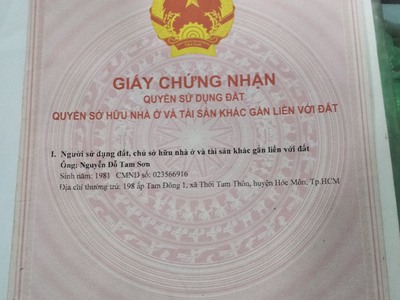 GIẤY CHỨNG NHẬN
QUYỀN SỬ DỤNG ĐẤT
QUYỀN SỞ HỮU NHÀ Ở VÀ TÀI SẢN KHÁC GẮN LIỀN VỚI ĐẤT
I. Người sử dụng đất, chủ sở hữu nhà ở và tài sản khác gắn liền với đất
Ông: Nguyễn Đỗ Tam Sơn
Sinh năm: 1981 CMND số: 023566916
Địa chỉ thường trú: 198 ấp Tam Đông 1, xã Thới Tam Thôn, huyện Hóc Môn, Tp.HCM